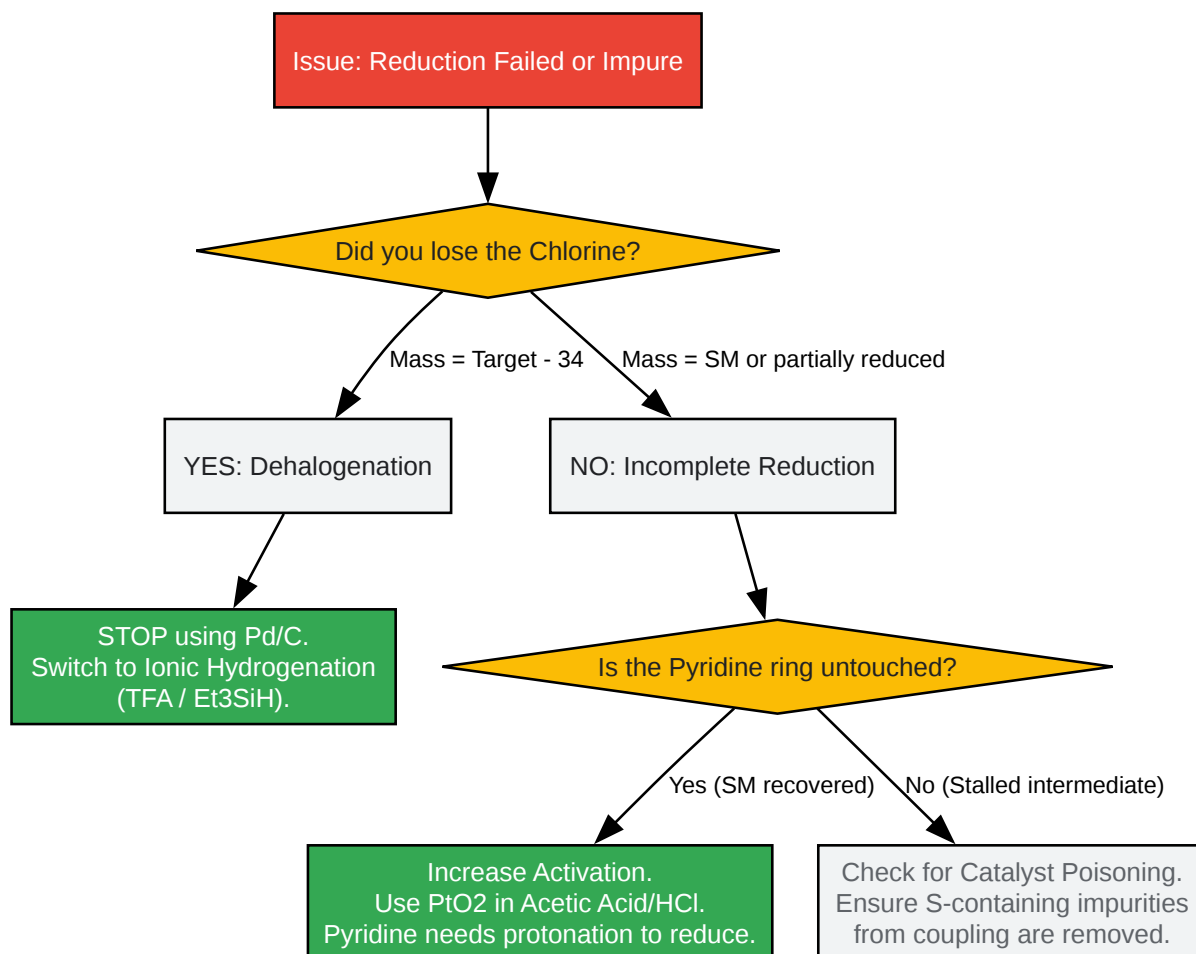 Issue: Reduction Failed or Impure
Did you lose the Chlorine?
Mass = Target - 34
Mass = SM or partially reduced
YES: Dehalogenation
NO: Incomplete Reduction
STOP using Pd/C.
Switch to Ionic Hydrogenation
(TFA / Et3SiH).
Is the Pyridine ring untouched?
Yes (SM recovered)
No (Stalled intermediate)
Increase Activation.
Use PtO2 in Acetic Acid/HCl.
Pyridine needs protonation to reduce.
Check for Catalyst Poisoning.
Ensure S-containing impurities
from coupling are removed.